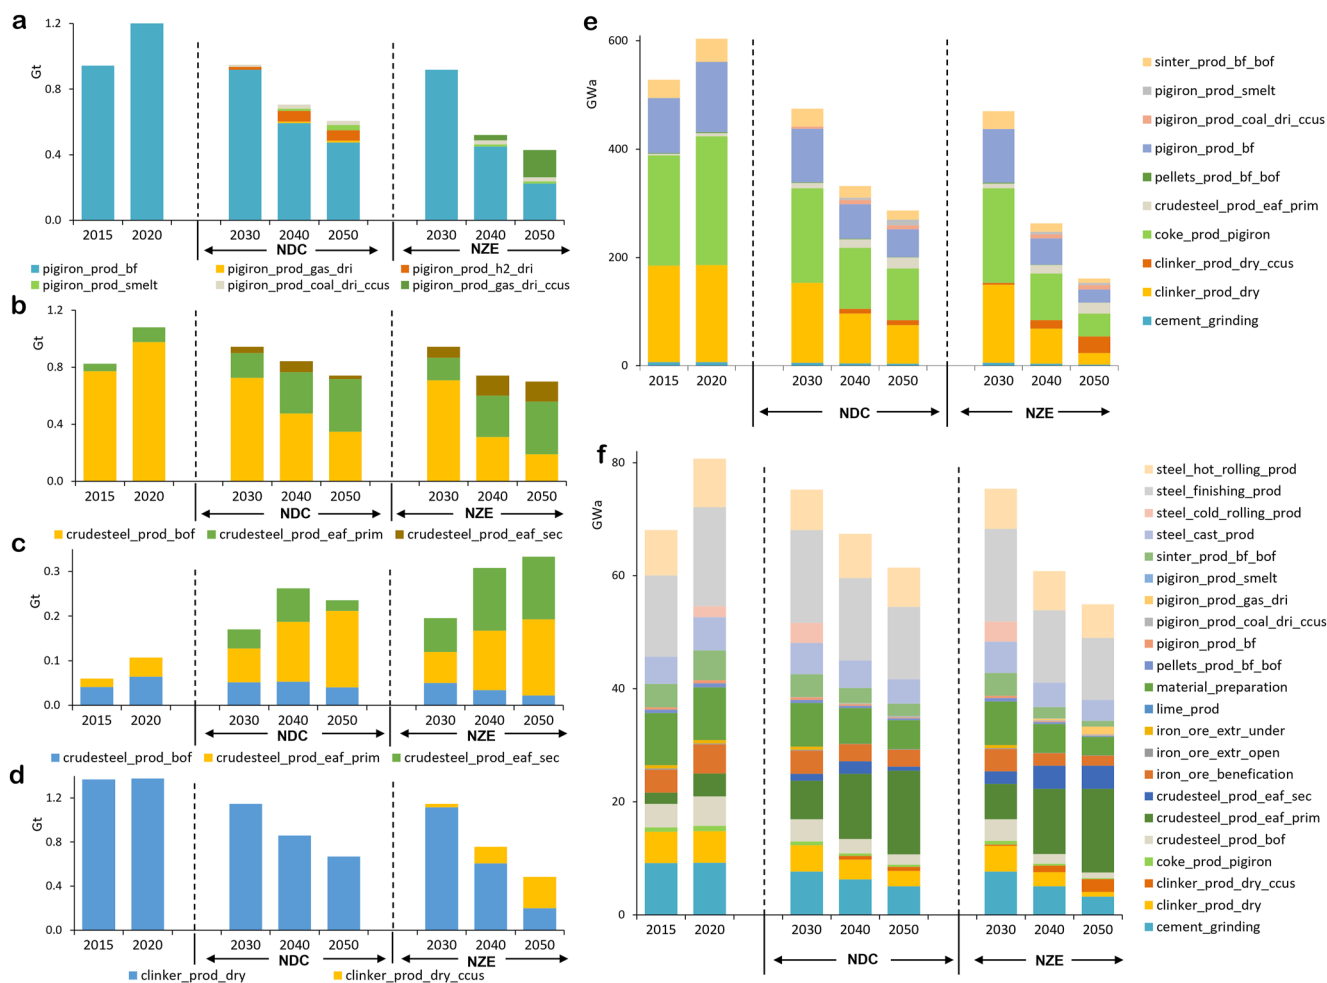 a
1.2
0.8
0.4
0.0
Gt
2015 2020 2030 2040 2050 2030 2040 2050
NDC NZE
pigiron_prod_bf pigiron_prod_gas_dri pigiron_prod_h2_dri
pigiron_prod_smelt pigiron_prod_coal_dri_ccus pigiron_prod_gas_dri_ccus
b
1.2
0.8
0.4
0.0
Gt
2015 2020 2030 2040 2050 2030 2040 2050
NDC NZE
crudesteel_prod_bof crudesteel_prod_eaf_prim crudesteel_prod_eaf_sec
c
0.3
0.2
0.1
0.0
Gt
2015 2020 2030 2040 2050 2030 2040 2050
NDC NZE
crudesteel_prod_bof crudesteel_prod_eaf_prim crudesteel_prod_eaf_sec
d
1.2
0.8
0.4
0.0
Gt
2015 2020 2030 2040 2050 2030 2040 2050
NDC NZE
clinker_prod_dry clinker_prod_dry_ccus
e
600
400
200
0
GWa
2015 2020 2030 2040 2050 2030 2040 2050
NDC NZE
sinter_prod_bf_bof
pigiron_prod_smelt
pigiron_prod_coal_dri_ccus
pigiron_prod_bf
pellets_prod_bf_bof
crudesteel_prod_eaf_prim
coke_prod_pigiron
clinker_prod_dry_ccus
clinker_prod_dry
cement_grinding
f
80
60
40
20
0
GWa
2015 2020 2030 2040 2050 2030 2040 2050
NDC NZE
steel_hot_rolling_prod
steel_finishing_prod
steel_cold_rolling_prod
steel_cast_prod
sinter_prod_bf_bof
pigiron_prod_smelt
pigiron_prod_gas_dri
pigiron_prod_coal_dri_ccus
pigiron_prod_bf
pellets_prod_bf_bof
material_preparation
lime_prod
iron_ore_extr_under
iron_ore_extr_open
iron_ore_benefication
crudesteel_prod_eaf_sec
crudesteel_prod_eaf_prim
crudesteel_prod_bof
coke_prod_pigiron
clinker_prod_dry_ccus
clinker_prod_dry
cement_grinding